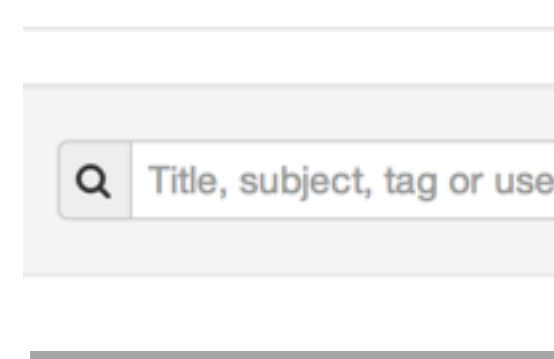 Title, subject, tag or use